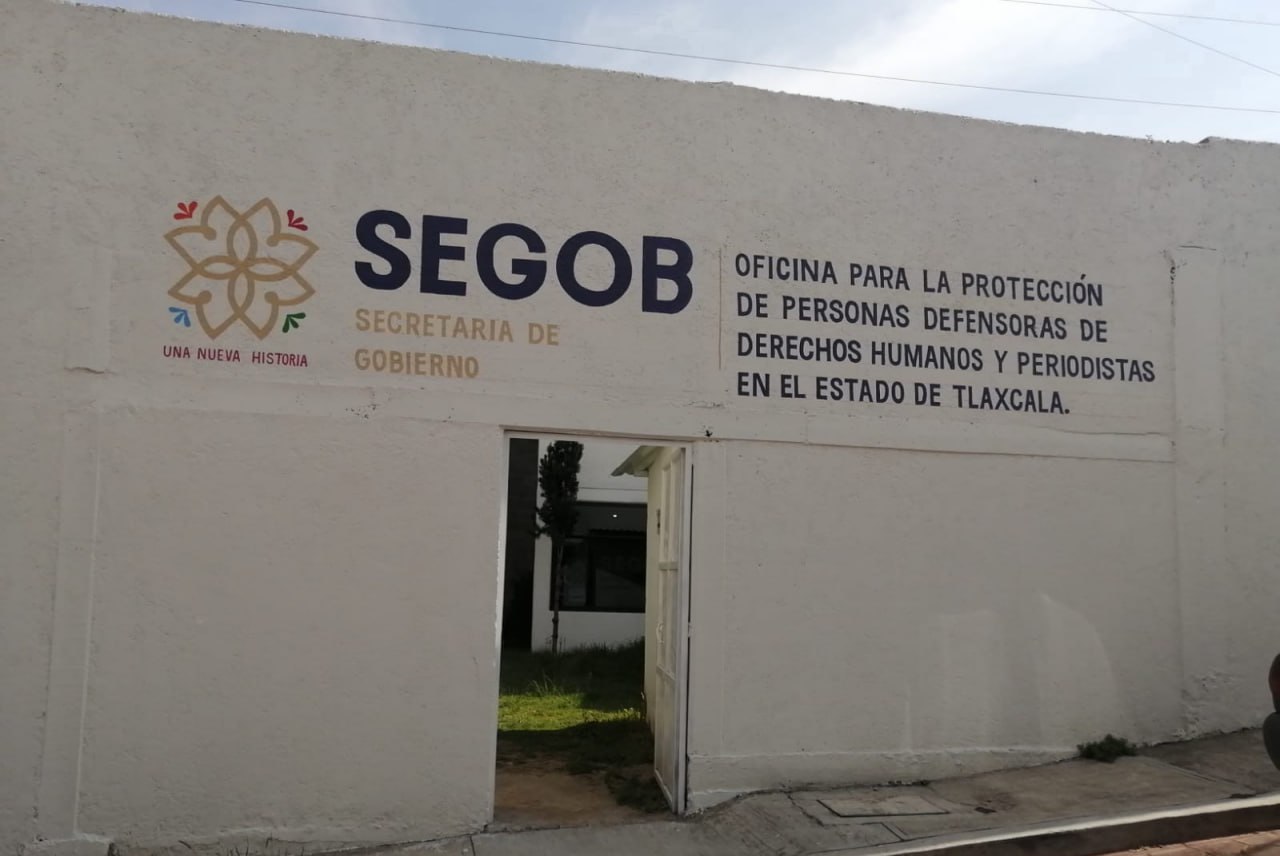 UNA NUEVA HISTORIA
SEGOB
SECRETARIA DE
GOBIERNO
OFICINA PARA LA PROTECCIÓN
DE PERSONAS DEFENSORAS DE
DERECHOS HUMANOS Y PERIODISTAS
EN EL ESTADO DE TLAXCALA.